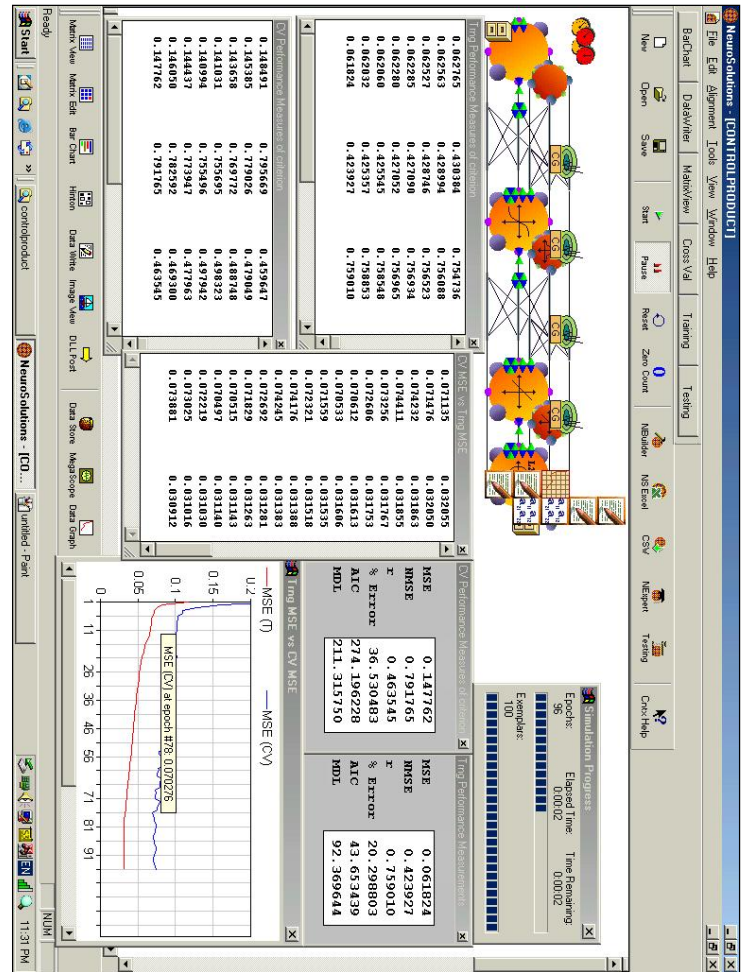 NeuroSolutions - [CONTROLPRODUCT]
File Edit Alignment Tools View Window Help
BarChart DataWriter MatrixView Cross Val Training Testing
New Open Save Start Pause Reset Zero Count NBuilder NS Excel CSW NExpert Testing Cntx Help
CG CG CG
Simulation Progress
Epochs: Elapsed Time: Time Remaining:
96 0:00:02 0:00:02
Exemplars:
100
Trng Performance Measures of criterion
0.062765 0.430384 0.754736
0.062563 0.428994 0.756088
0.062527 0.428746 0.756523
0.062285 0.427090 0.756934
0.062280 0.427052 0.756965
0.062060 0.425545 0.758548
0.062032 0.425357 0.758853
0.061824 0.423927 0.759010
CV Performance Measures of criterion
0.148491 0.795669 0.459647
0.145385 0.779026 0.479049
0.143658 0.769772 0.488748
0.141031 0.755695 0.498323
0.140994 0.755496 0.497942
0.144437 0.773947 0.477963
0.146050 0.782592 0.469300
0.147762 0.791765 0.463545
CV MSE vs Trng MSE
0.071135 0.032055
0.071476 0.032050
0.074232 0.031863
0.074411 0.031855
0.073256 0.031767
0.072606 0.031753
0.070612 0.031613
0.070533 0.031606
0.071559 0.031535
0.072321 0.031518
0.074176 0.031388
0.074245 0.031383
0.072692 0.031281
0.071829 0.031263
0.070515 0.031143
0.070497 0.031140
0.072219 0.031030
0.073025 0.031016
0.073881 0.030912
CV Performance Measures of criterion
MSE 0.147762
NMSE 0.791765
r 0.463545
% Error 36.530483
AIC 274.196228
MDL 211.315750
Trng Performance Measurements
MSE 0.061824
NMSE 0.423927
r 0.759010
% Error 20.298803
AIC 43.653439
MDL 92.369644
Trng MSE vs CV MSE
MSE (T) MSE (CV)
0.2
0.15
0.1
0.05
0
MSE (CV) at epoch #78: 0.070276
1 11 26 36 46 56 71 81 91
Matrix View Matrix Edit Bar Chart Hinton Data Write Image View DLL Post Data Store MegaScope Data Graph
Ready NUM
Start controlproduct NeuroSolutions - [CO... untitled - Paint EN 11:31 PM